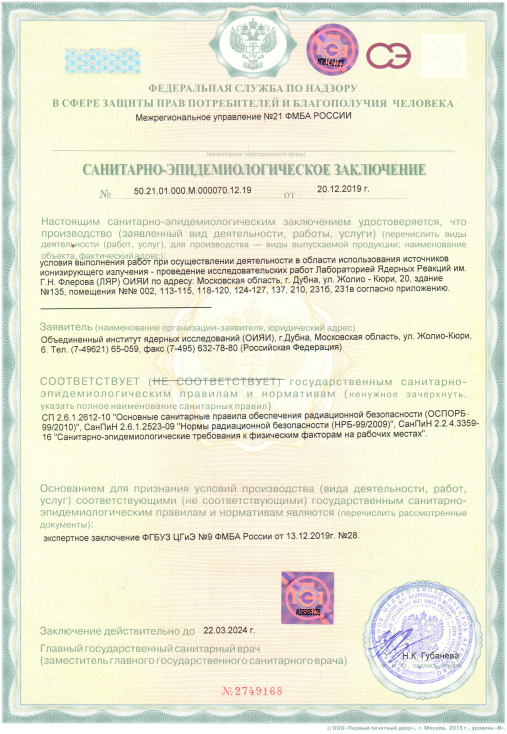 МПБ142127
СЭ
ФЕДЕРАЛЬНАЯ СЛУЖБА ПО НАДЗОРУ
В СФЕРЕ ЗАЩИТЫ ПРАВ ПОТРЕБИТЕЛЕЙ И БЛАГОПОЛУЧИЯ ЧЕЛОВЕКА
Межрегиональное управление №21 ФМБА РОССИИ
(наименование территориального органа)
САНИТАРНО-ЭПИДЕМИОЛОГИЧЕСКОЕ ЗАКЛЮЧЕНИЕ
№ 50.21.01.000.М.000070.12.19 от 20.12.2019 г.
Настоящим санитарно-эпидемиологическим заключением удостоверяется, что
производство (заявленный вид деятельности, работы, услуги) (перечислить виды
деятельности (работ, услуг), для производства — виды выпускаемой продукции; наименование
объекта, фактический адрес):
условия выполнения работ при осуществлении деятельности в области использования источников
ионизирующего излучения - проведение исследовательских работ Лабораторией Ядерных Реакций им.
Г.Н. Флерова (ЛЯР) ОИЯИ по адресу: Московская область, г. Дубна, ул. Жолио - Кюри, 20, здание
№135, помещения №№ 002, 113-115, 118-120, 124-127, 137, 210, 231б, 231в согласно приложению.
Заявитель (наименование организации-заявителя, юридический адрес)
Объединенный институт ядерных исследований (ОИЯИ), г.Дубна, Московская область, ул. Жолио-Кюри,
6. Тел. (7-49621) 65-059, факс (7-495) 632-78-80 (Российская Федерация)
СООТВЕТСТВУЕТ (НЕ СООТВЕТСТВУЕТ) государственным санитарно-
эпидемиологическим правилам и нормативам (ненужное зачеркнуть,
указать полное наименование санитарных правил)
СП 2.6.1.2612-10 "Основные санитарные правила обеспечения радиационной безопасности (ОСПОРБ-
99/2010)", СанПиН 2.6.1.2523-09 "Нормы радиационной безопасности (НРБ-99/2009)", СанПиН 2.2.4.3359-
16 "Санитарно-эпидемиологические требования к физическим факторам на рабочих местах".
Основанием для признания условий производства (вида деятельности, работ,
услуг) соответствующими (не соответствующими) государственным санитарно-
эпидемиологическим правилам и нормативам являются (перечислить рассмотренные
документы):
экспертное заключение ФГБУЗ ЦГиЭ №9 ФМБА России от 13.12.2019г. №28.
Заключение действительно до 22.03.2024 г.
Главный государственный санитарный врач
(заместитель главного государственного санитарного врача)
Н.К. Губанева
№2749168
© ООО «Первый печатный двор», г. Москва, 2015 г., уровень «В».